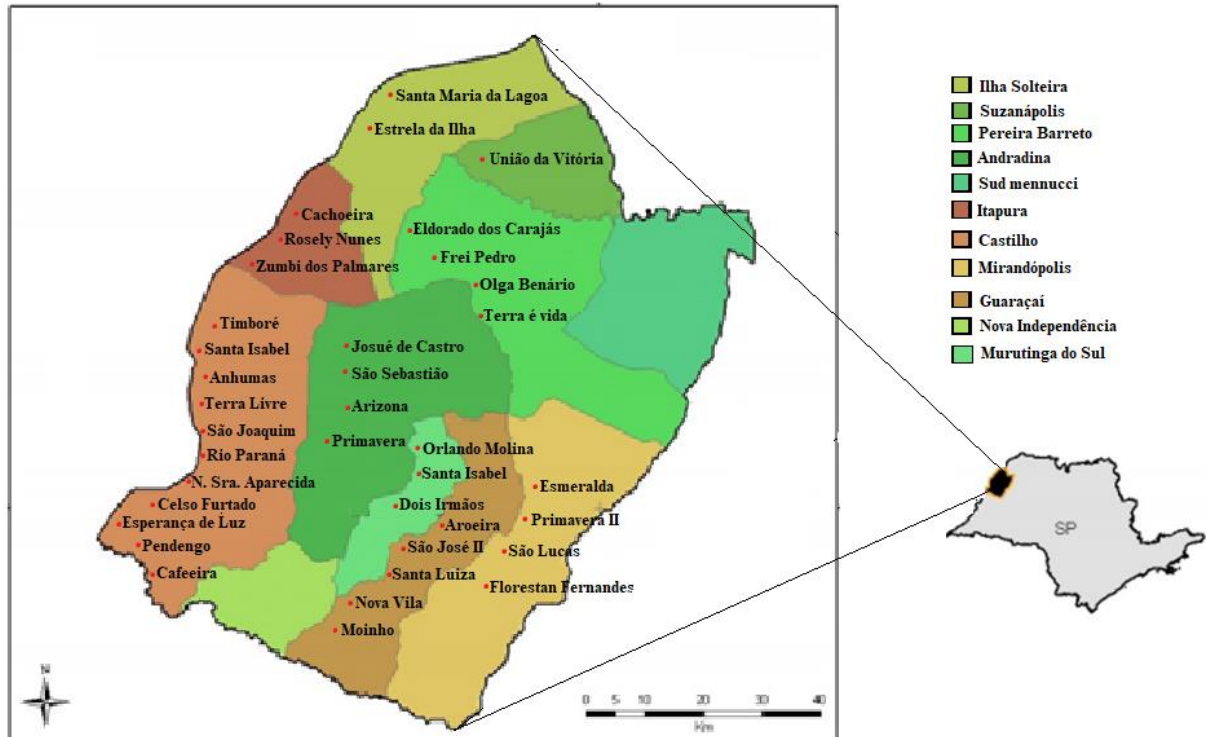 Santa Maria da Lagoa
Estrela da Ilha
União da Vitória
Cachoeira
Rosely Nunes
Zumbi dos Palmares
Eldorado dos Carajás
Frei Pedro
Olga Benário
Terra é vida
Timboré
Santa Isabel
Anhumas
Terra Livre
São Joaquim
Rio Paraná
N. Sra. Aparecida
Celso Furtado
Esperança de Luz
Pendengo
Cafeeira
Josué de Castro
São Sebastião
Arizona
Primavera
Orlando Molina
Santa Isabel
Dois Irmãos
Aroeira
São José II
Santa Luiza
Nova Vila
Moinho
Esmeralda
Primavera II
São Lucas
Florestan Fernandes
N
0 5 10 20 30 40
Km
Ilha Solteira
Suzanápolis
Pereira Barreto
Andradina
Sud mennucci
Itapura
Castilho
Mirandópolis
Guaraçaí
Nova Independência
Murutinga do Sul
SP